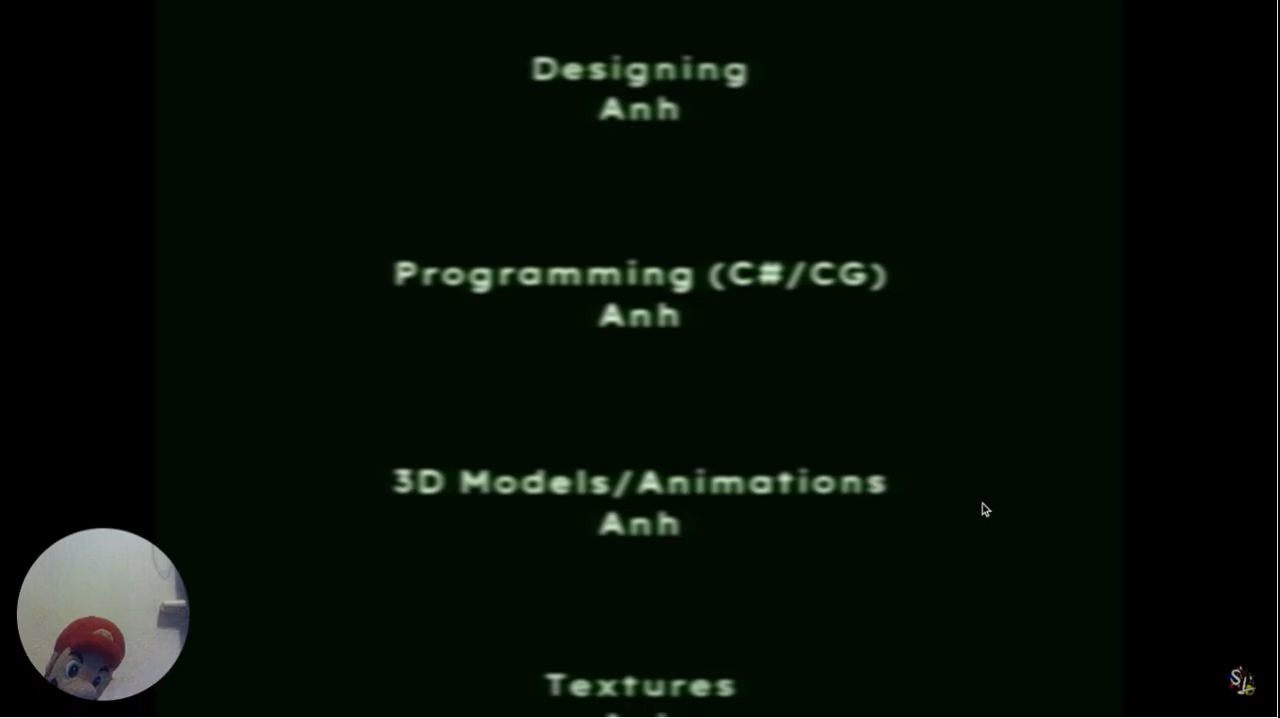 Designing
Anh
Programming (C#/CG)
Anh
3D Models/Animations
Anh
Textures